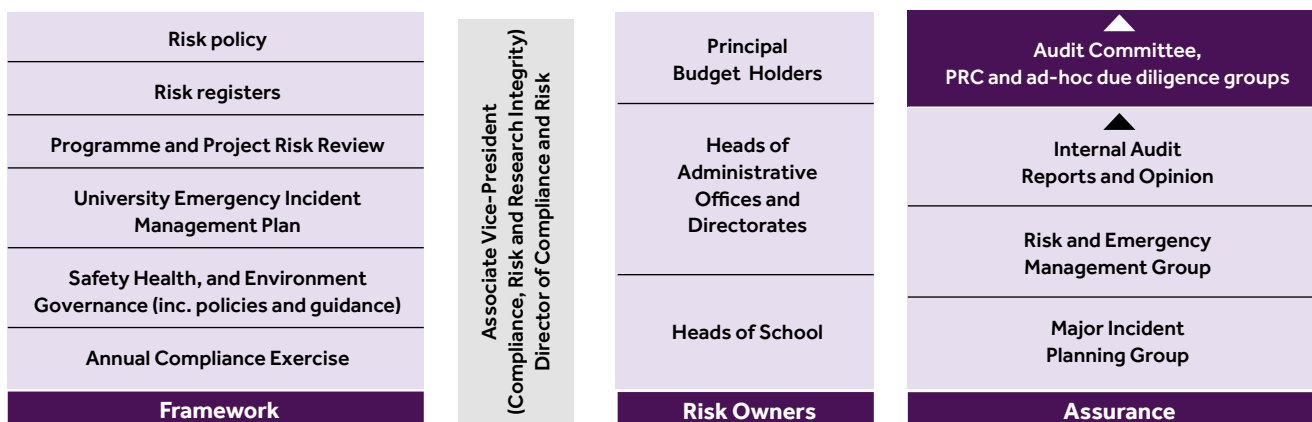 Risk policy
Risk registers
Programme and Project Risk Review
University Emergency Incident
Management Plan
Safety Health, and Environment
Governance (inc. policies and guidance)
Annual Compliance Exercise
Framework
Associate Vice-President
(Compliance, Risk and Research Integrity)
Director of Compliance and Risk
Principal
Budget Holders
Heads of
Administrative
Offices and
Directorates
Heads of School
Risk Owners
Audit Committee,
PRC and ad-hoc due diligence groups
Internal Audit
Reports and Opinion
Risk and Emergency
Management Group
Major Incident
Planning Group
Assurance